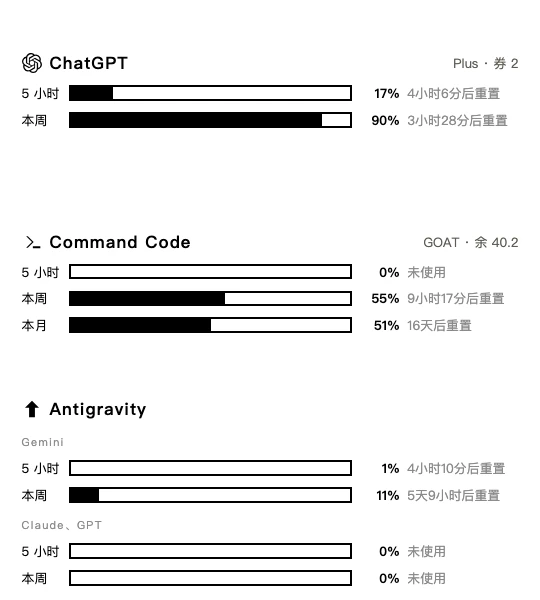 ChatGPT Plus · 券 2
5 小时 17% 4小时6分后重置
本周 90% 3小时28分后重置
Command Code GOAT · 余 40.2
5 小时 0% 未使用
本周 55% 9小时17分后重置
本月 51% 16天后重置
Antigravity
Gemini
5 小时 1% 4小时10分后重置
本周 11% 5天9小时后重置
Claude、GPT
5 小时 0% 未使用
本周 0% 未使用